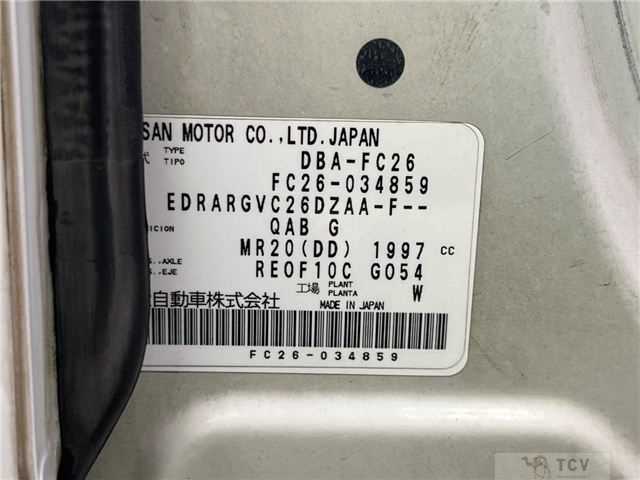 SAN MOTOR CO.,LTD.JAPAN
式 TYPE TIPO DBA-FC26
FC26-034859
EDRARGVC26DZAA-F--
ICION QAB G
MR20(DD) 1997 CC
S..AXLE S..EJE RE0F10C G054
工場 PLANT PLANTA W
自動車株式会社 MADE IN JAPAN
FC26-034859
TCV